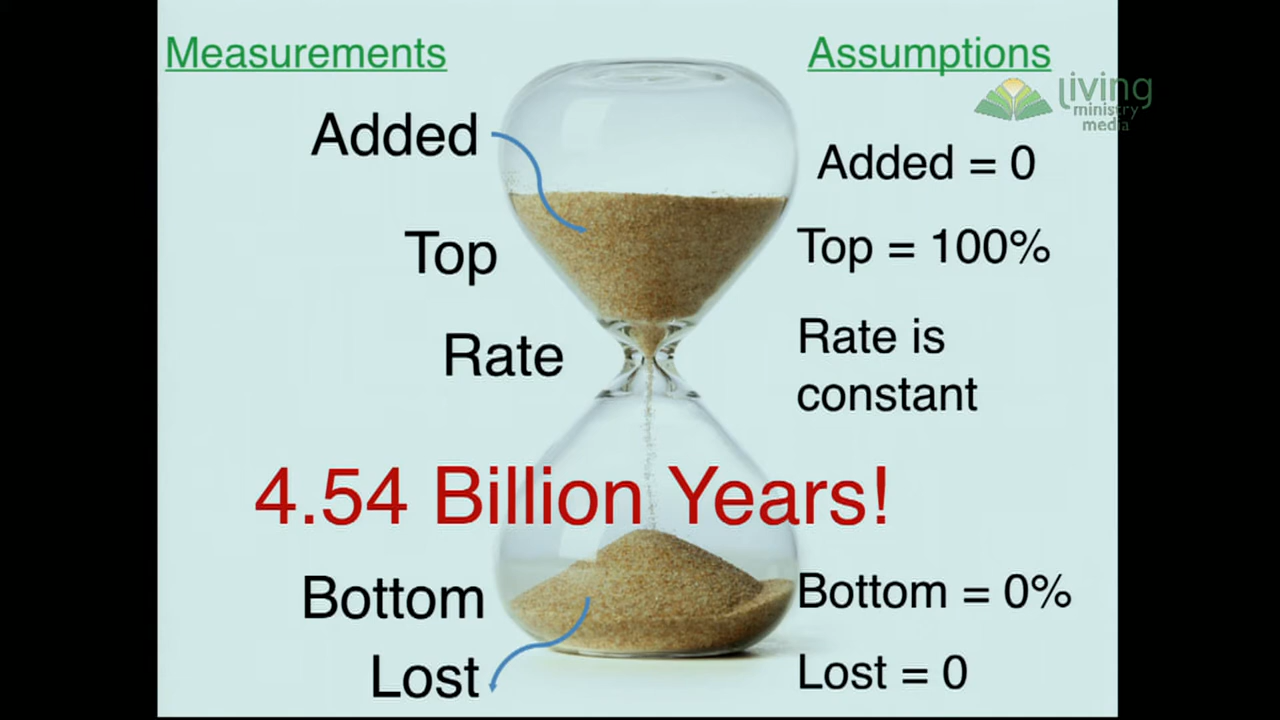 Measurements
Assumptions
living
ministry
media
Added
Added = 0
Top
Top = 100%
Rate
Rate is
constant
4.54 Billion Years!
Bottom
Bottom = 0%
Lost
Lost = 0